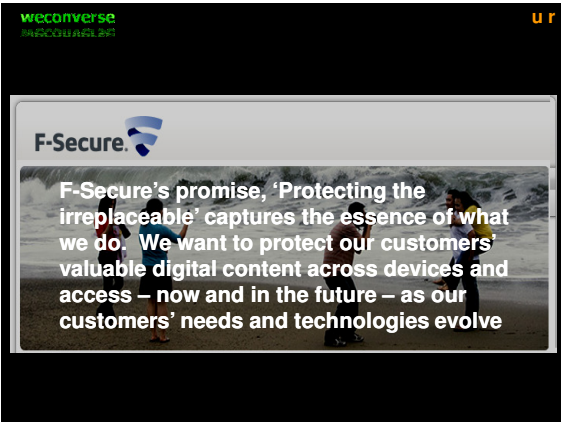 weconverse
u r
F-Secure.
F-Secure's promise, ‘Protecting the
irreplaceable’ captures the essence of what
we do.  We want to protect our customers’
valuable digital content across devices and
access – now and in the future – as our
customers’ needs and technologies evolve